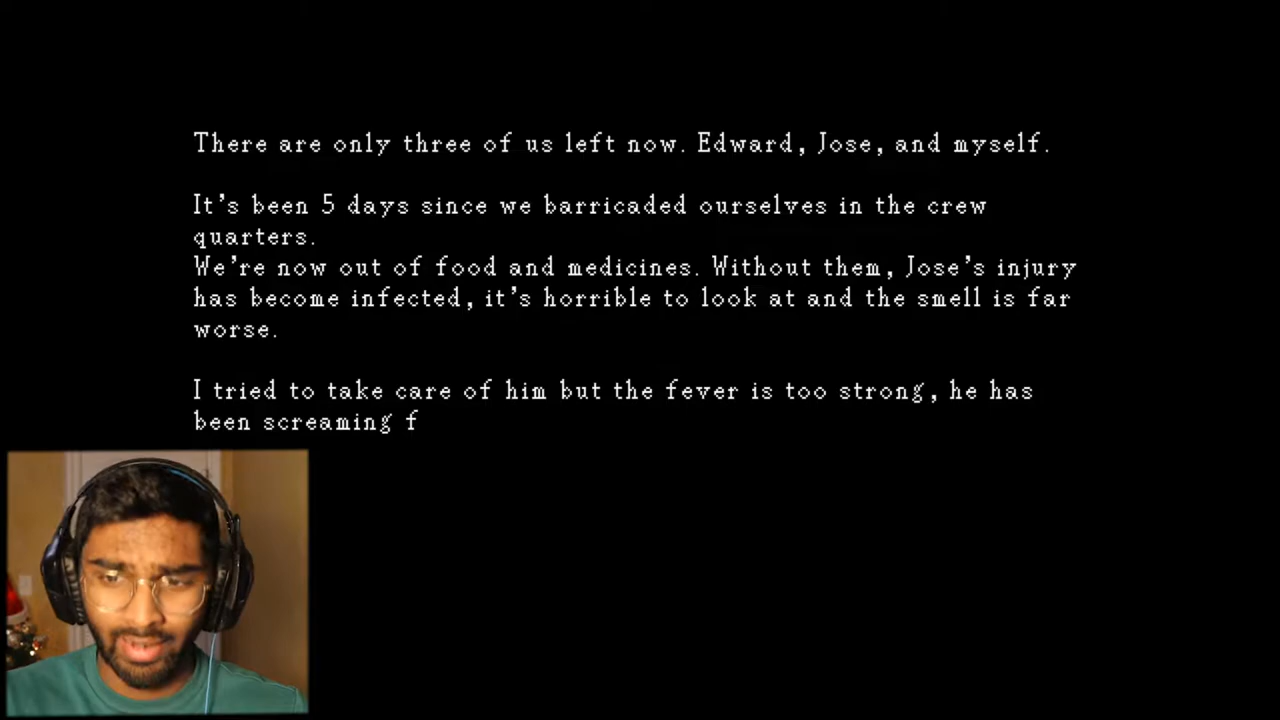 There are only three of us left now. Edward, Jose, and myself.
It's been 5 days since we barricaded ourselves in the crew
quarters.
We're now out of food and medicines. Without them, Jose's injury
has become infected, it's horrible to look at and the smell is far
worse.
I tried to take care of him but the fever is too strong, he has
been screaming f